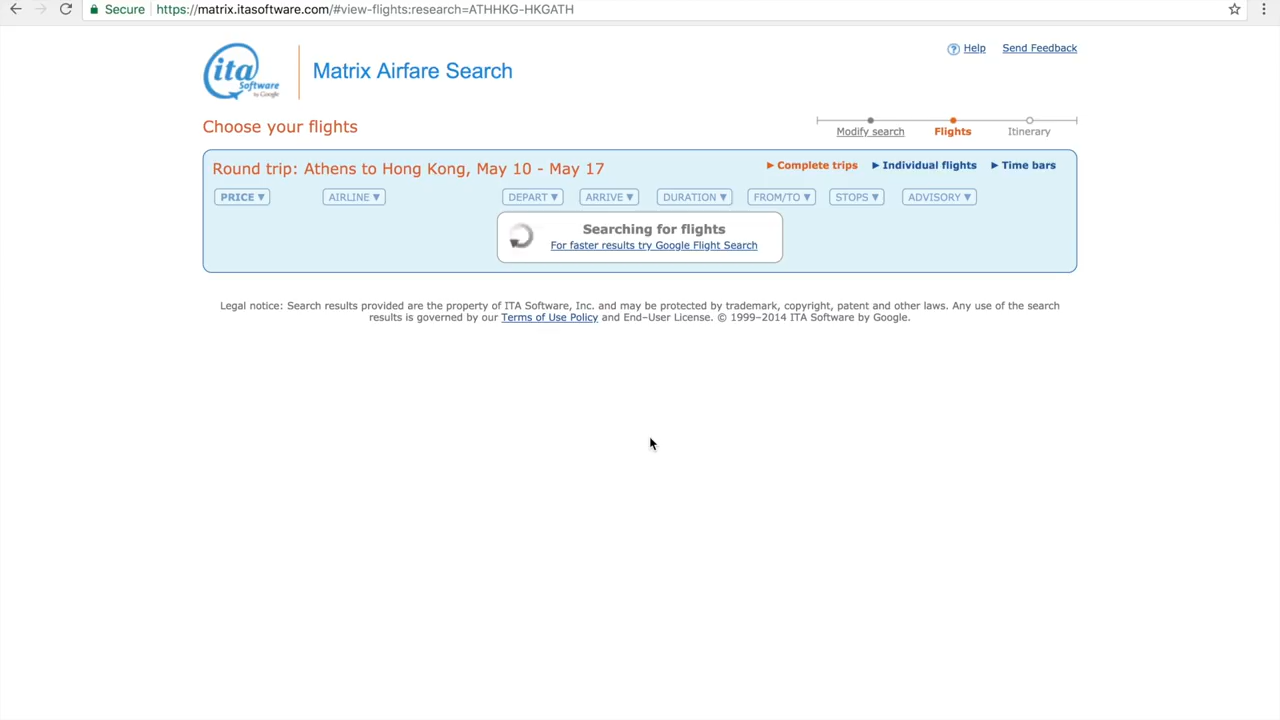 Secure https://matrix.itasoftware.com/#view-flights:research=ATHHKG-HKGATH
ita Software by Google
Matrix Airfare Search
? Help Send Feedback
Choose your flights
Modify search Flights Itinerary
Round trip: Athens to Hong Kong, May 10 - May 17
▶ Complete trips ▶ Individual flights ▶ Time bars
PRICE ▼ AIRLINE ▼ DEPART ▼ ARRIVE ▼ DURATION ▼ FROM/TO ▼ STOPS ▼ ADVISORY ▼
Searching for flights
For faster results try Google Flight Search
Legal notice: Search results provided are the property of ITA Software, Inc. and may be protected by trademark, copyright, patent and other laws. Any use of the search
results is governed by our Terms of Use Policy and End-User License. © 1999-2014 ITA Software by Google.